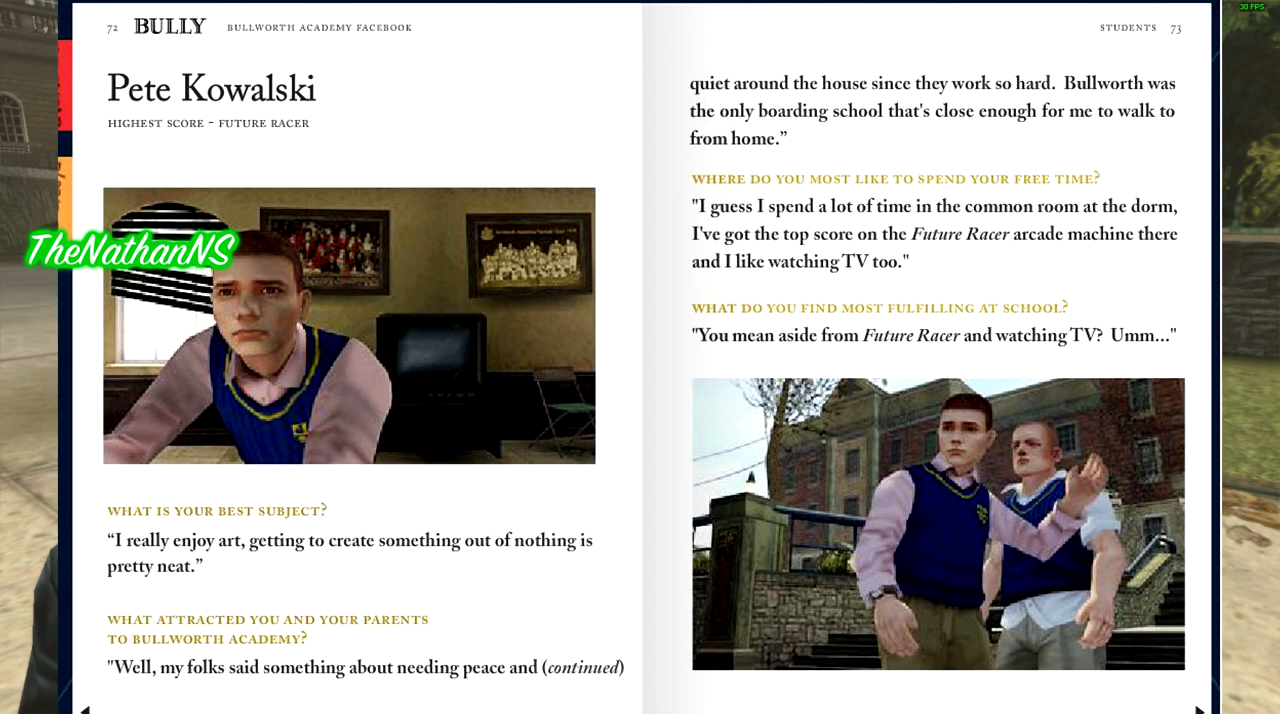 30 FPS
72 BULLY BULLWORTH ACADEMY FACEBOOK
Pete Kowalski
HIGHEST SCORE - FUTURE RACER
TheNathanNS
WHAT IS YOUR BEST SUBJECT?
“I really enjoy art, getting to create something out of nothing is
pretty neat.”
WHAT ATTRACTED YOU AND YOUR PARENTS
TO BULLWORTH ACADEMY?
"Well, my folks said something about needing peace and (continued)
STUDENTS 73
quiet around the house since they work so hard. Bullworth was
the only boarding school that's close enough for me to walk to
from home.”
WHERE DO YOU MOST LIKE TO SPEND YOUR FREE TIME?
"I guess I spend a lot of time in the common room at the dorm,
I've got the top score on the Future Racer arcade machine there
and I like watching TV too."
WHAT DO YOU FIND MOST FULFILLING AT SCHOOL?
"You mean aside from Future Racer and watching TV? Umm..."